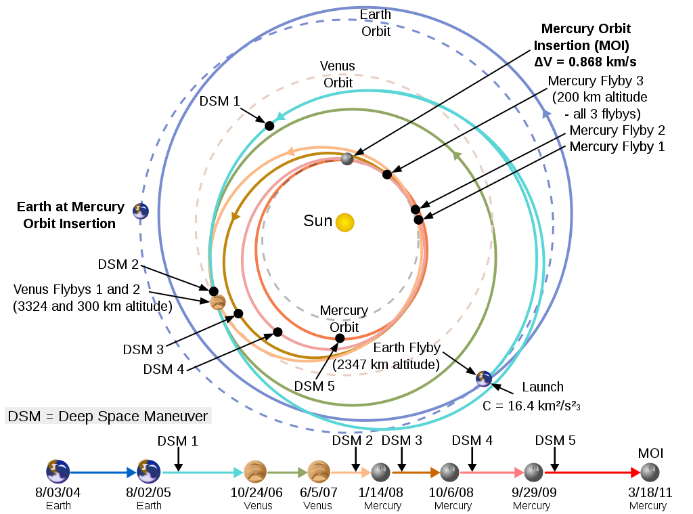 Earth
Orbit
Mercury Orbit
Insertion (MOI)
ΔV = 0.868 km/s
Venus
Orbit
Mercury Flyby 3
(200 km altitude
- all 3 flybys)
DSM 1
Mercury Flyby 2
Mercury Flyby 1
Earth at Mercury
Orbit Insertion
Sun
DSM 2
Venus Flybys 1 and 2
(3324 and 300 km altitude)
Mercury
Orbit
DSM 3
Earth Flyby
(2347 km altitude)
DSM 4
DSM 5
Launch
C = 16.4 km²/s²₃
DSM = Deep Space Maneuver
DSM 1
DSM 2
DSM 3
DSM 4
DSM 5
MOI
8/03/04
8/02/05
10/24/06
6/5/07
1/14/08
10/6/08
9/29/09
3/18/11
Earth
Earth
Venus
Venus
Mercury
Mercury
Mercury
Mercury